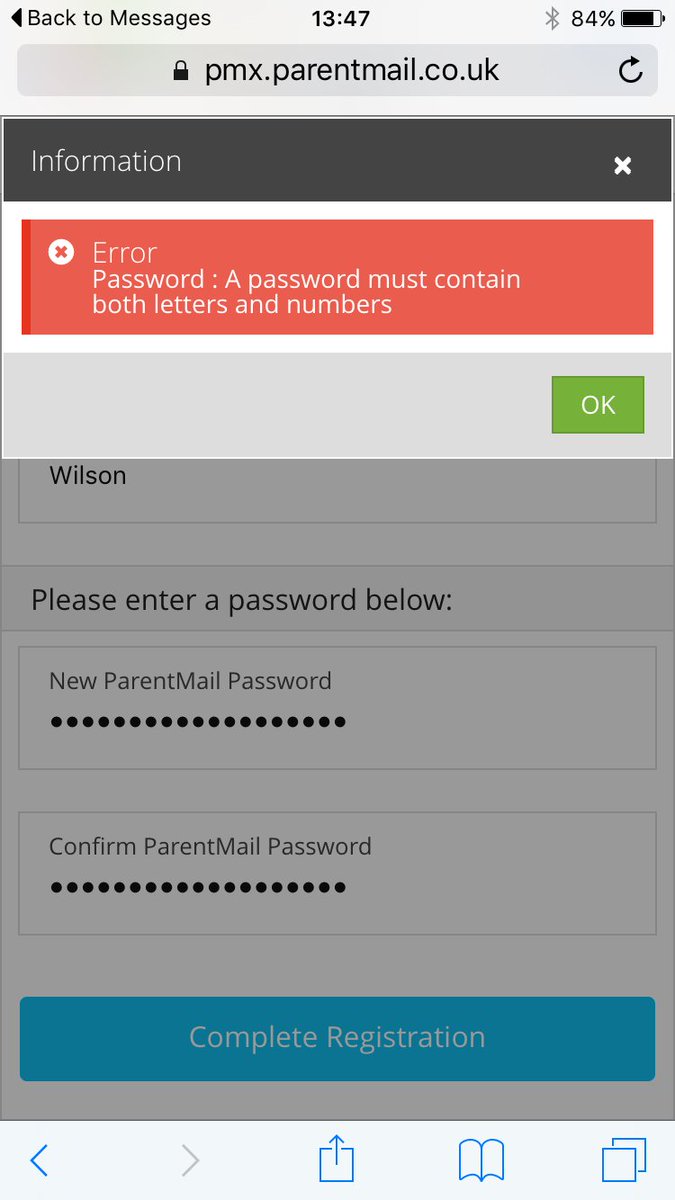 Back to Messages 13:47 84%
pmx.parentmail.co.uk
Information
Error
Password : A password must contain
both letters and numbers
OK
Wilson
Please enter a password below:
New ParentMail Password
•••••••••••••••••••
Confirm ParentMail Password
•••••••••••••••••••
Complete Registration